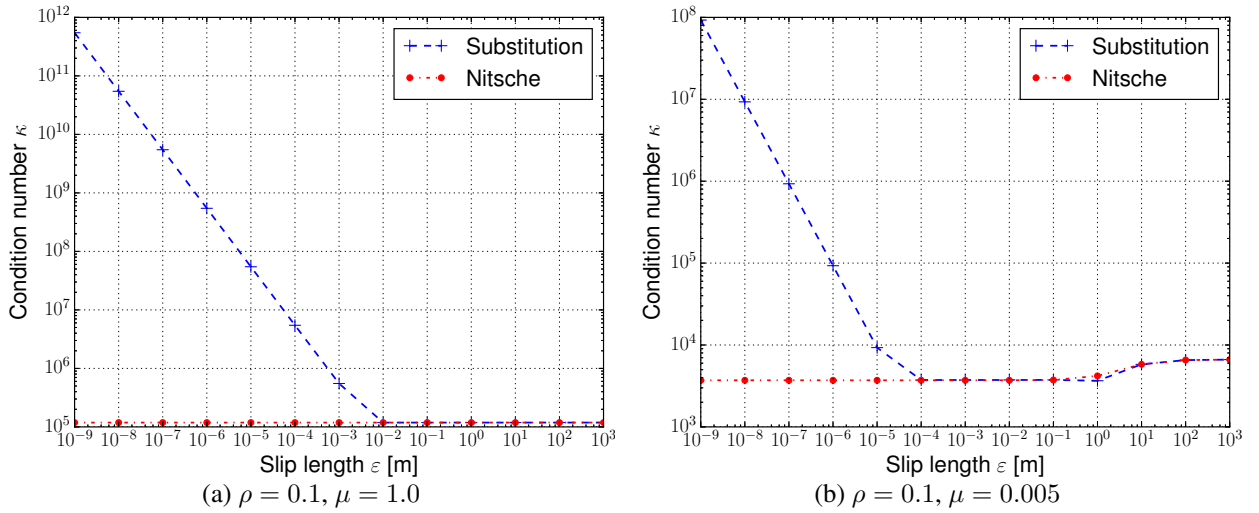 10^12
10^11
10^10
10^9
10^8
10^7
10^6
10^5
Condition number κ
Substitution
Nitsche
10^-9 10^-8 10^-7 10^-6 10^-5 10^-4 10^-3 10^-2 10^-1 10^0 10^1 10^2 10^3
Slip length ε [m]
(a) ρ = 0.1, μ = 1.0
10^8
10^7
10^6
10^5
10^4
10^3
Condition number κ
Substitution
Nitsche
10^-9 10^-8 10^-7 10^-6 10^-5 10^-4 10^-3 10^-2 10^-1 10^0 10^1 10^2 10^3
Slip length ε [m]
(b) ρ = 0.1, μ = 0.005